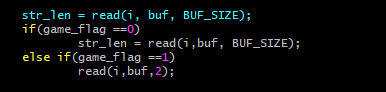 str_len = read(i, buf, BUF_SIZE);
if(game_flag ==0)
str_len = read(i,buf, BUF_SIZE);
else if(game_flag ==1)
read(i,buf,2);